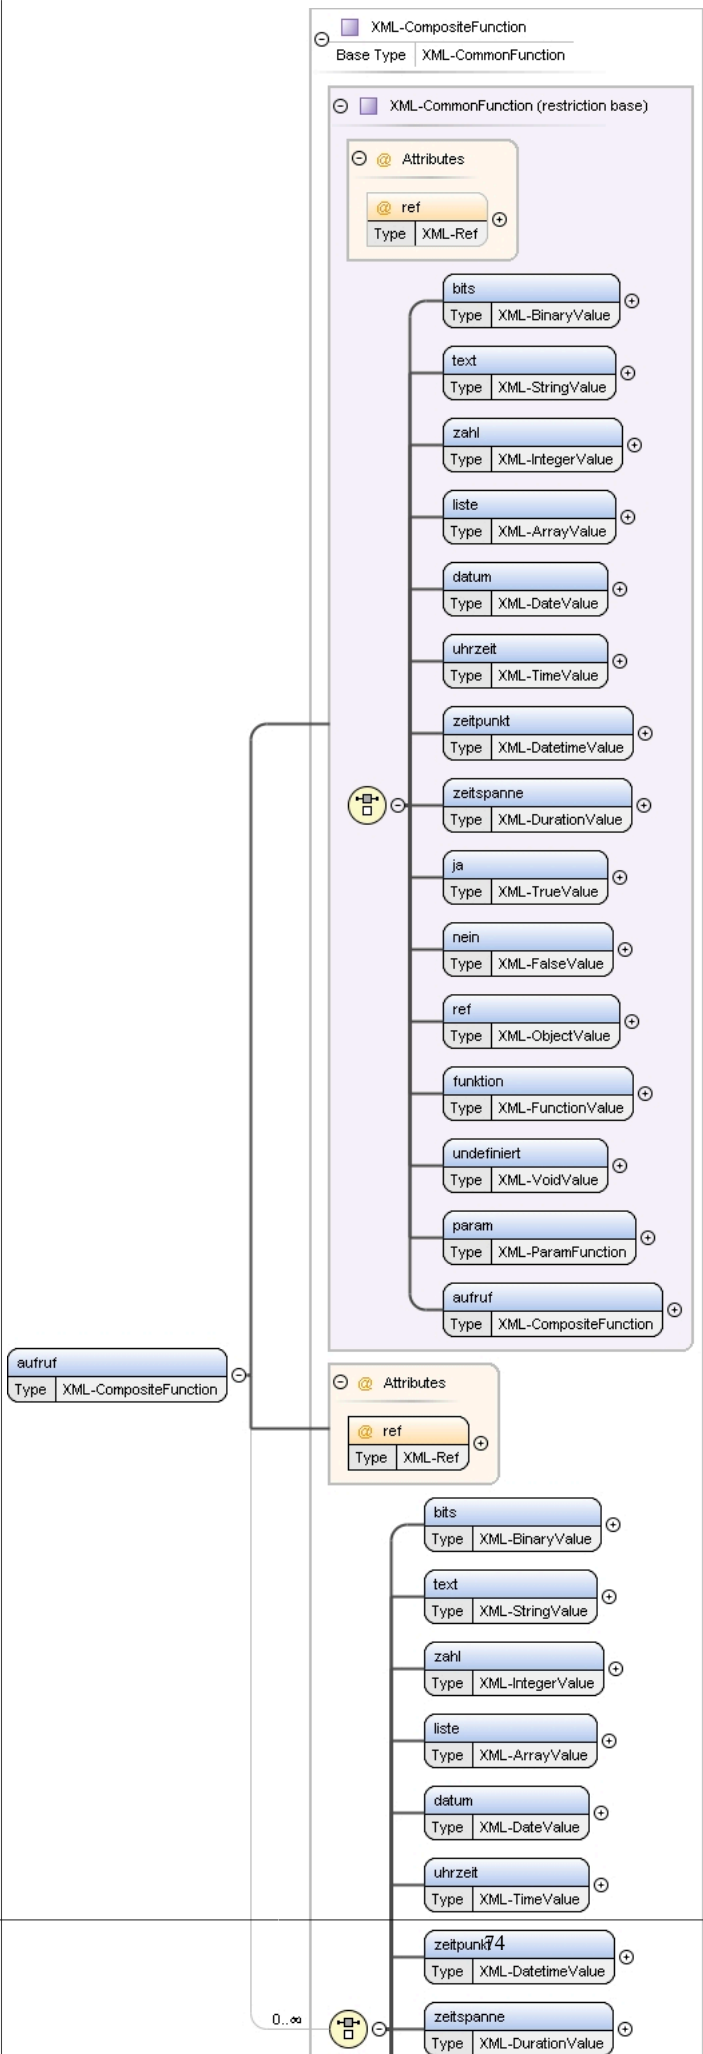 XML-CompositeFunction
Base Type XML-CommonFunction
XML-CommonFunction (restriction base)
@ Attributes
@ ref
Type XML-Ref
bits
Type XML-BinaryValue
text
Type XML-StringValue
zahl
Type XML-IntegerValue
liste
Type XML-ArrayValue
datum
Type XML-DateValue
uhrzeit
Type XML-TimeValue
zeitpunkt
Type XML-DatetimeValue
zeitspanne
Type XML-DurationValue
ja
Type XML-TrueValue
nein
Type XML-FalseValue
ref
Type XML-ObjectValue
funktion
Type XML-FunctionValue
undefiniert
Type XML-VoidValue
param
Type XML-ParamFunction
aufruf
Type XML-CompositeFunction
aufruf
Type XML-CompositeFunction
@ Attributes
@ ref
Type XML-Ref
bits
Type XML-BinaryValue
text
Type XML-StringValue
zahl
Type XML-IntegerValue
liste
Type XML-ArrayValue
datum
Type XML-DateValue
uhrzeit
Type XML-TimeValue
zeitpunkt
74
Type XML-DatetimeValue
0..∞
zeitspanne
Type XML-DurationValue